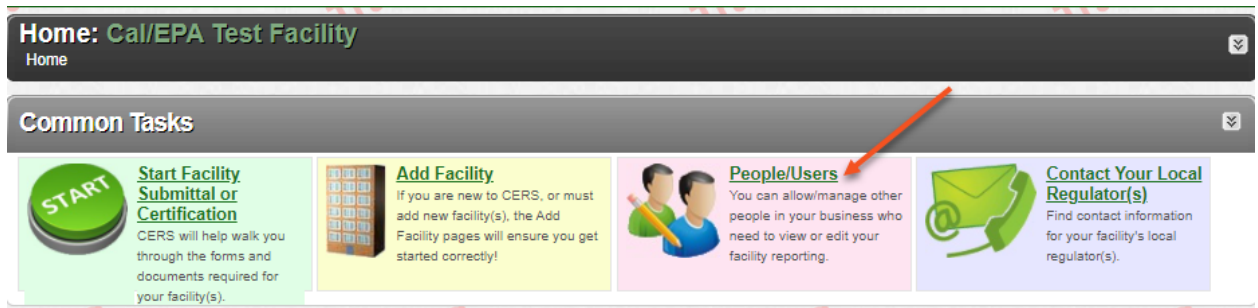 Home: Cal/EPA Test Facility
Home
Common Tasks
START
Start Facility
Submittal or
Certification
CERS will help walk you
through the forms and
documents required for
your facility(s).
Add Facility
If you are new to CERS, or must
add new facility(s), the Add
Facility pages will ensure you get
started correctly!
People/Users
You can allow/manage other
people in your business who
need to view or edit your
facility reporting.
Contact Your Local
Regulator(s)
Find contact information
for your facility's local
regulator(s).